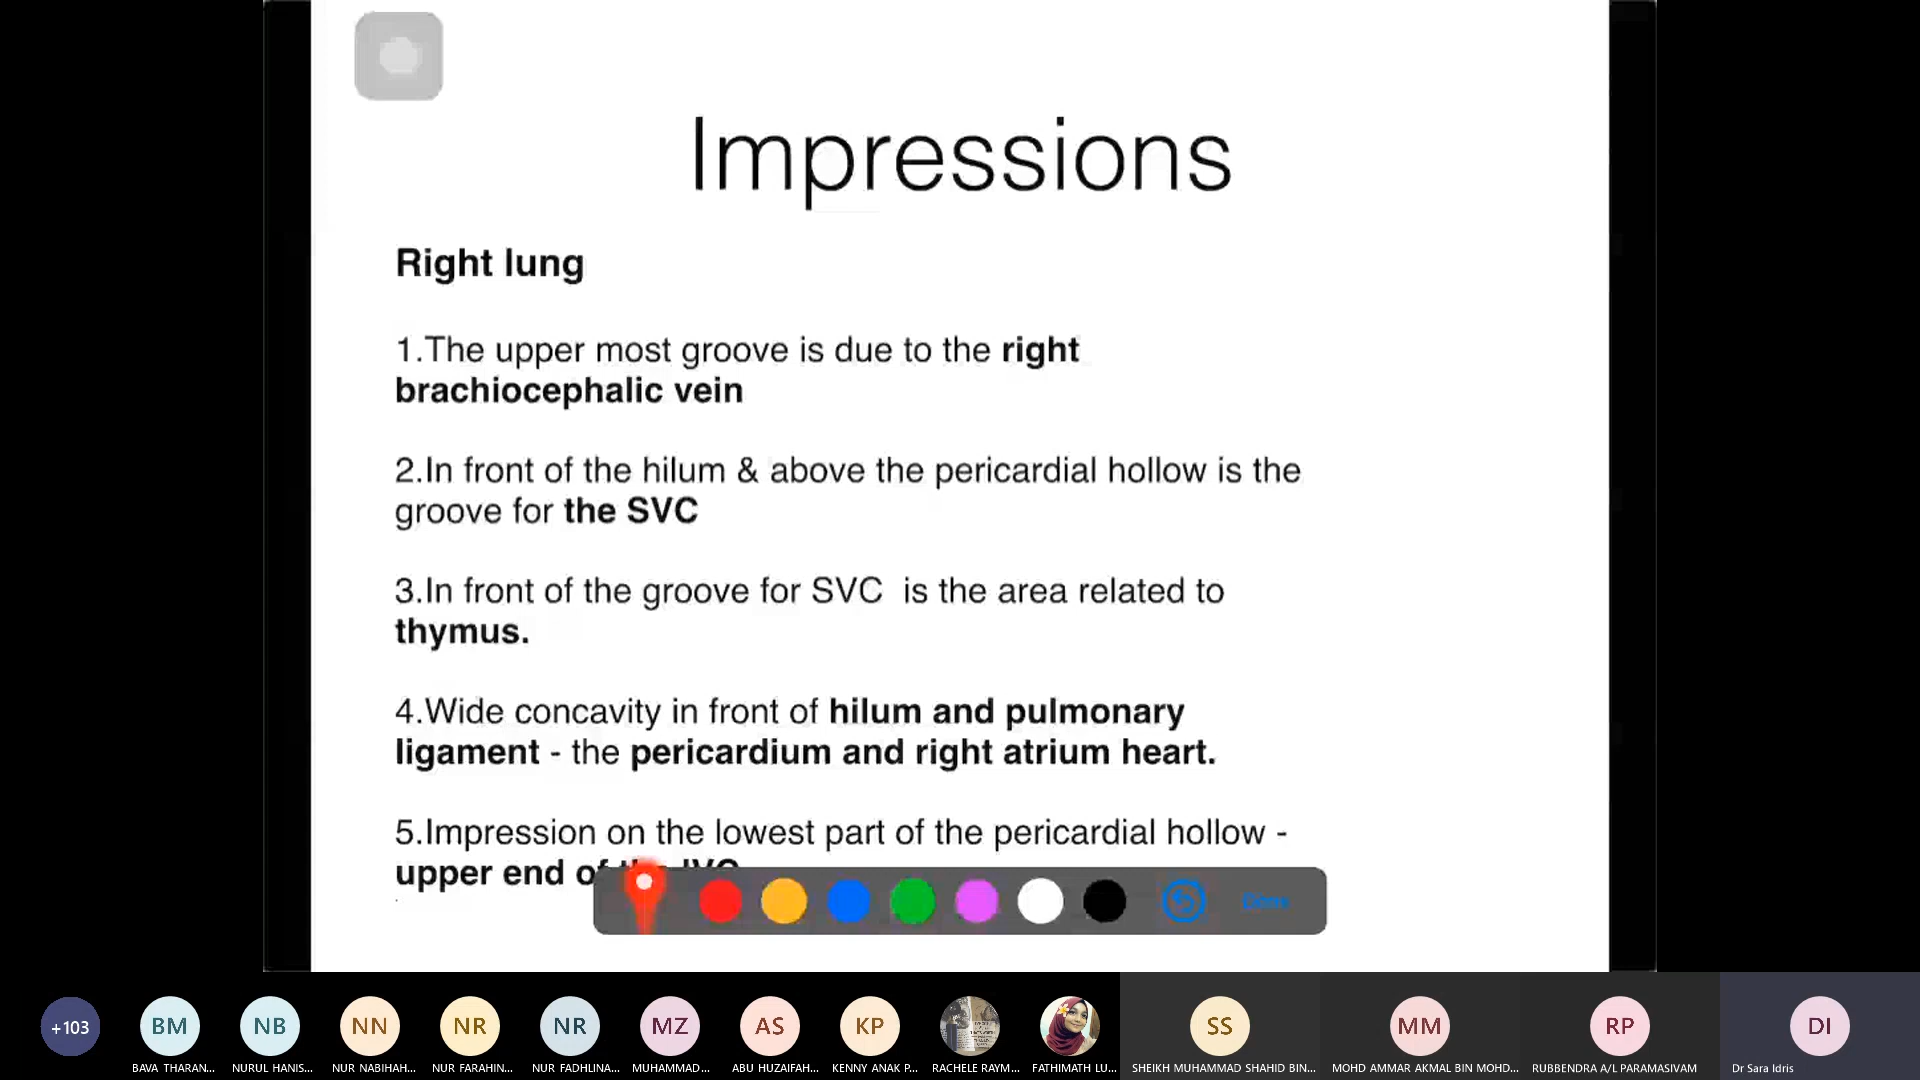 Impressions
Right lung
1.The upper most groove is due to the right
brachiocephalic vein
2.In front of the hilum & above the pericardial hollow is the
groove for the SVC
3.In front of the groove for SVC is the area related to
thymus.
4.Wide concavity in front of hilum and pulmonary
ligament - the pericardium and right atrium heart.
5.Impression on the lowest part of the pericardial hollow -
upper end of the IVC
Done
+103
BM
NB
NN
NR
NR
MZ
AS
KP
SS
MM
RP
DI
BAVA THARAN...
NURUL HANIS...
NUR NABIHAH...
NUR FARAHIN...
NUR FADHLINA...
MUHAMMAD...
ABU HUZAIFAH...
KENNY ANAK P...
RACHELE RAYM...
FATHIMATH LU...
SHEIKH MUHAMMAD SHAHID BIN...
MOHD AMMAR AKMAL BIN MOHD...
RUBBENDRA A/L PARAMASIVAM
Dr Sara Idris